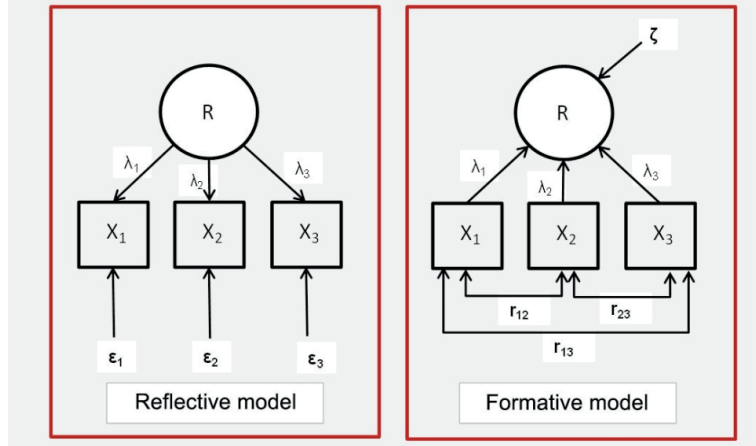 R
λ₁
λ₂
λ₃
X₁
X₂
X₃
ε₁
ε₂
ε₃
Reflective model
ζ
R
λ₁
λ₂
λ₃
X₁
X₂
X₃
r₁₂
r₂₃
r₁₃
Formative model